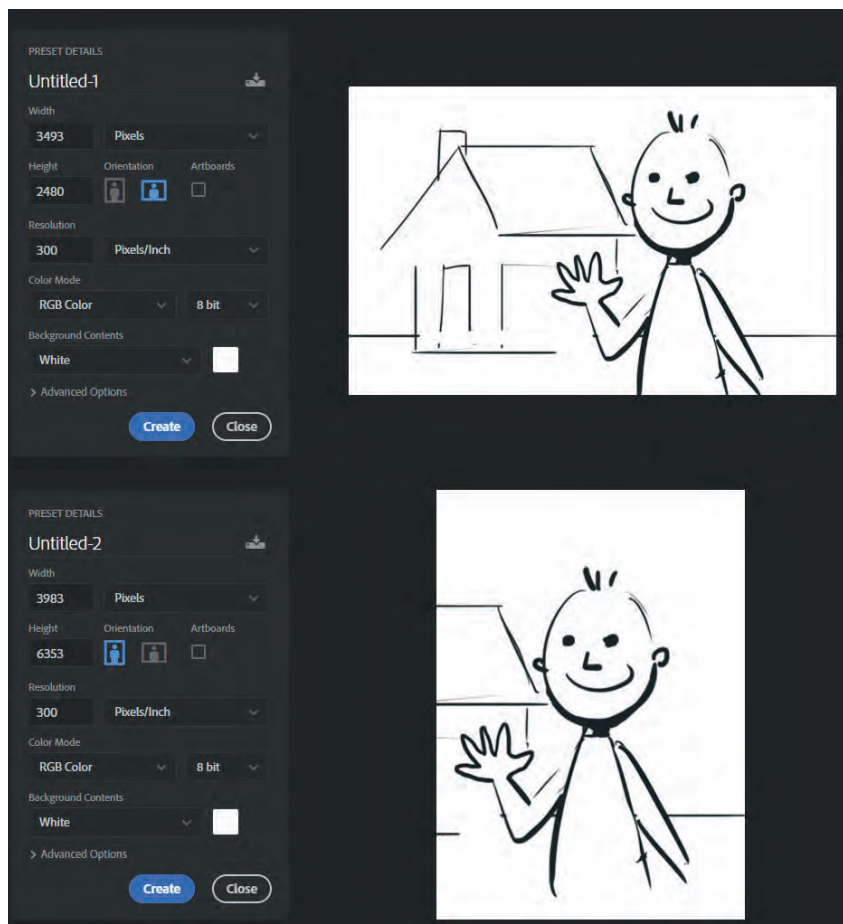 PRESET DETAILS
Untitled-1
Width
3493 Pixels
Height Orientation Artboards
2480
Resolution
300 Pixels/Inch
Color Mode
RGB Color 8 bit
Background Contents
White
> Advanced Options
Create Close
PRESET DETAILS
Untitled-2
Width
3983 Pixels
Height Orientation Artboards
6353
Resolution
300 Pixels/Inch
Color Mode
RGB Color 8 bit
Background Contents
White
> Advanced Options
Create Close